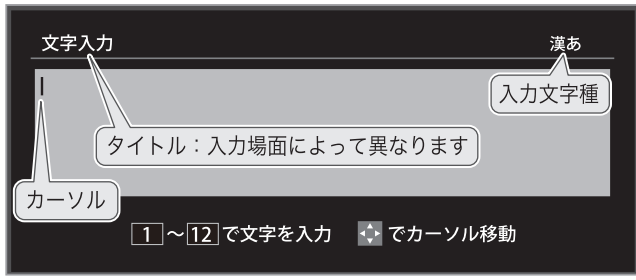 文字入力 漢あ
入力文字種
タイトル：入力場面によって異なります
カーソル
1～12で文字を入力 でカーソル移動